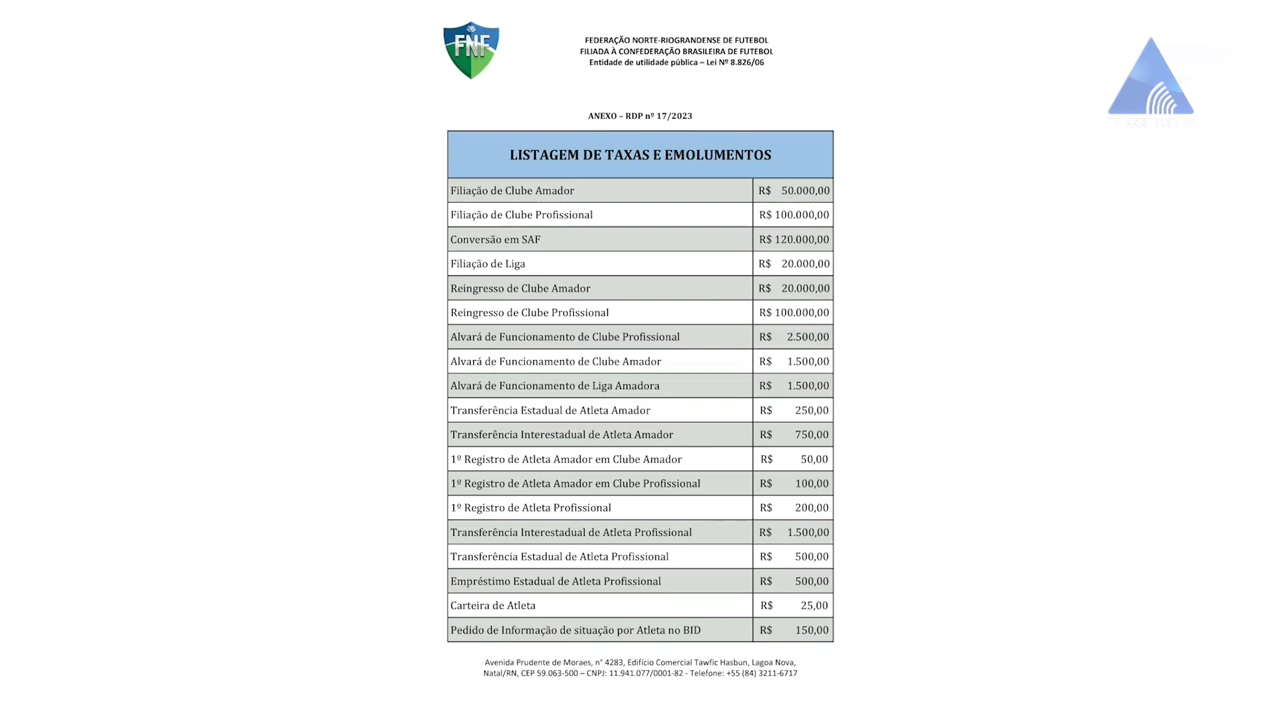 FNF
FEDERAÇÃO NORTE-RIOGRANDENSE DE FUTEBOL
FILIADA À CONFEDERAÇÃO BRASILEIRA DE FUTEBOL
Entidade de utilidade pública – Lei Nº 8.826/06
ANEXO – RDP nº 17/2023
LISTAGEM DE TAXAS E EMOLUMENTOS
Filiação de Clube Amador R$ 50.000,00
Filiação de Clube Profissional R$ 100.000,00
Conversão em SAF R$ 120.000,00
Filiação de Liga R$ 20.000,00
Reingresso de Clube Amador R$ 20.000,00
Reingresso de Clube Profissional R$ 100.000,00
Alvará de Funcionamento de Clube Profissional R$ 2.500,00
Alvará de Funcionamento de Clube Amador R$ 1.500,00
Alvará de Funcionamento de Liga Amadora R$ 1.500,00
Transferência Estadual de Atleta Amador R$ 250,00
Transferência Interestadual de Atleta Amador R$ 750,00
1º Registro de Atleta Amador em Clube Amador R$ 50,00
1º Registro de Atleta Amador em Clube Profissional R$ 100,00
1º Registro de Atleta Profissional R$ 200,00
Transferência Interestadual de Atleta Profissional R$ 1.500,00
Transferência Estadual de Atleta Profissional R$ 500,00
Empréstimo Estadual de Atleta Profissional R$ 500,00
Carteira de Atleta R$ 25,00
Pedido de Informação de situação por Atleta no BID R$ 150,00
Avenida Prudente de Moraes, n° 4283, Edifício Comercial Tawfic Hasbun, Lagoa Nova,
Natal/RN, CEP 59.063-500 – CNPJ: 11.941.077/0001-82 - Telefone: +55 (84) 3211-6717